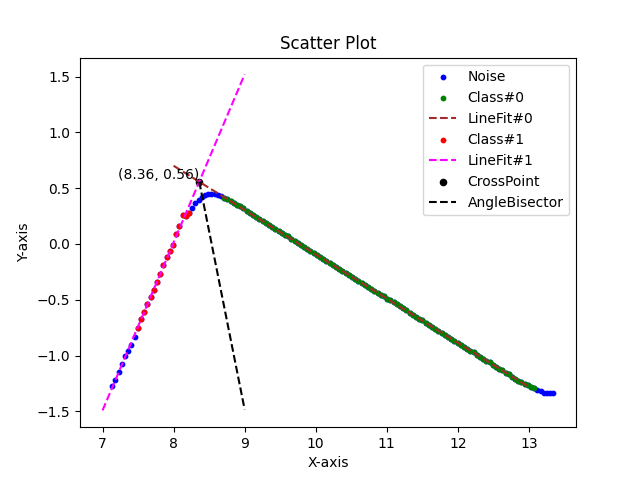 Scatter Plot
Noise
Class#0
LineFit#0
Class#1
LineFit#1
CrossPoint
AngleBisector
(8.36, 0.56)
Y-axis
1.5
1.0
0.5
0.0
−0.5
−1.0
−1.5
7 8 9 10 11 12 13
X-axis